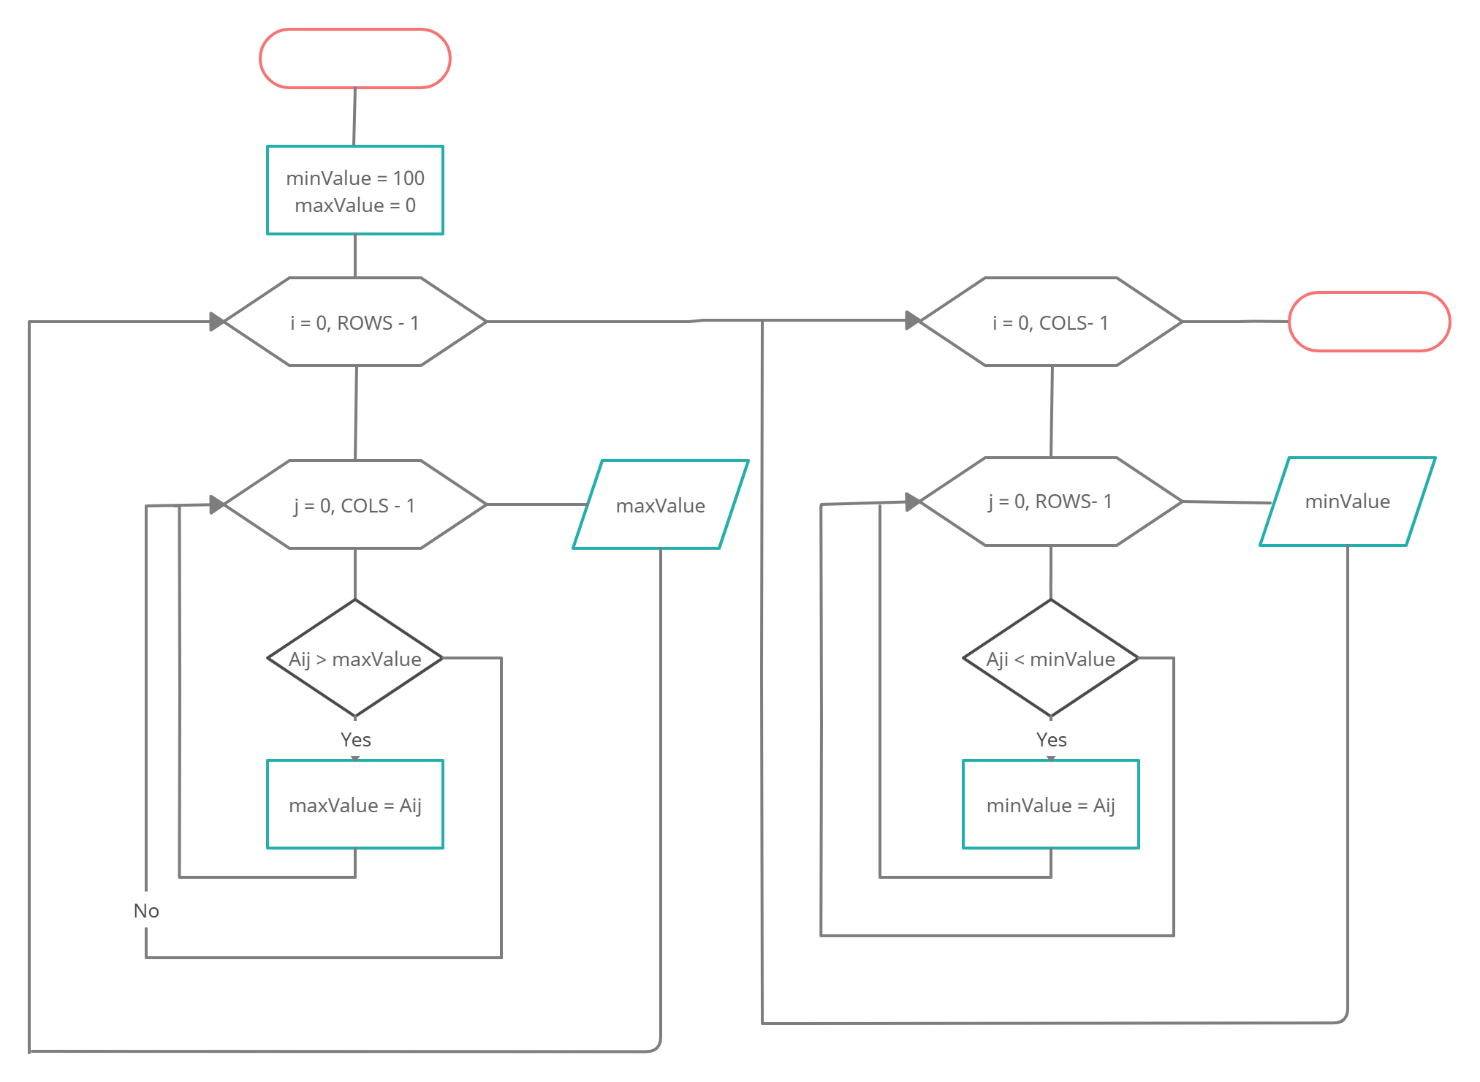 minValue = 100
maxValue = 0
i = 0, ROWS - 1
j = 0, COLS - 1
maxValue
Aij > maxValue
Yes
maxValue = Aij
No
i = 0, COLS- 1
j = 0, ROWS- 1
minValue
Aji < minValue
Yes
minValue = Aij